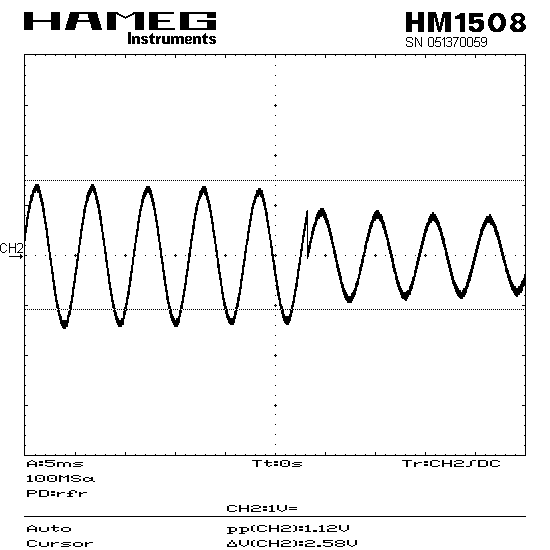 HAMEG
Instruments
HM1508
SN 051370059
CH2
A:5ms Tt:0s Tr:CH2∫DC
100MSa
PD:rfr
CH2:1V=
Auto pp(CH2):1.12V
Cursor ΔV(CH2):2.58V